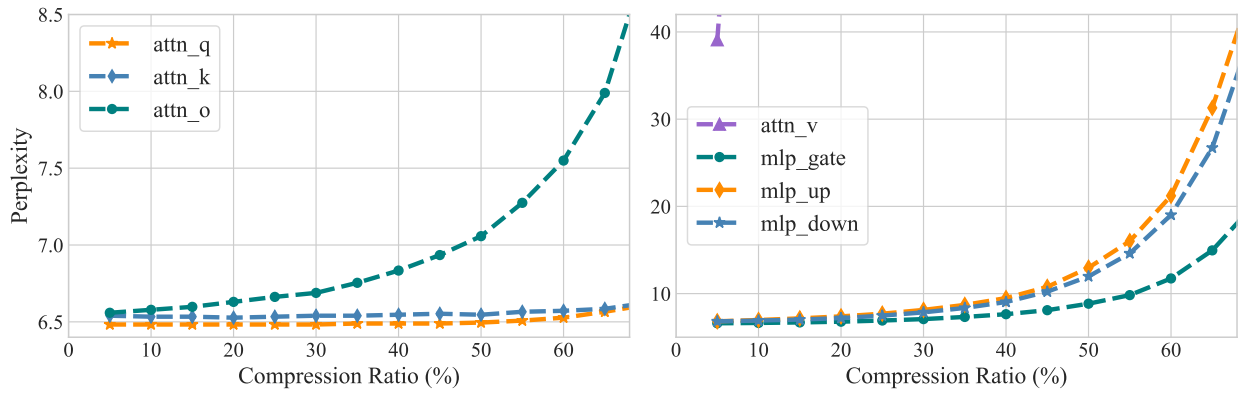 8.5
8.0
7.5
7.0
6.5
Perplexity
attn_q
attn_k
attn_o
0 10 20 30 40 50 60
Compression Ratio (%)
40
30
20
10
attn_v
mlp_gate
mlp_up
mlp_down
0 10 20 30 40 50 60
Compression Ratio (%)